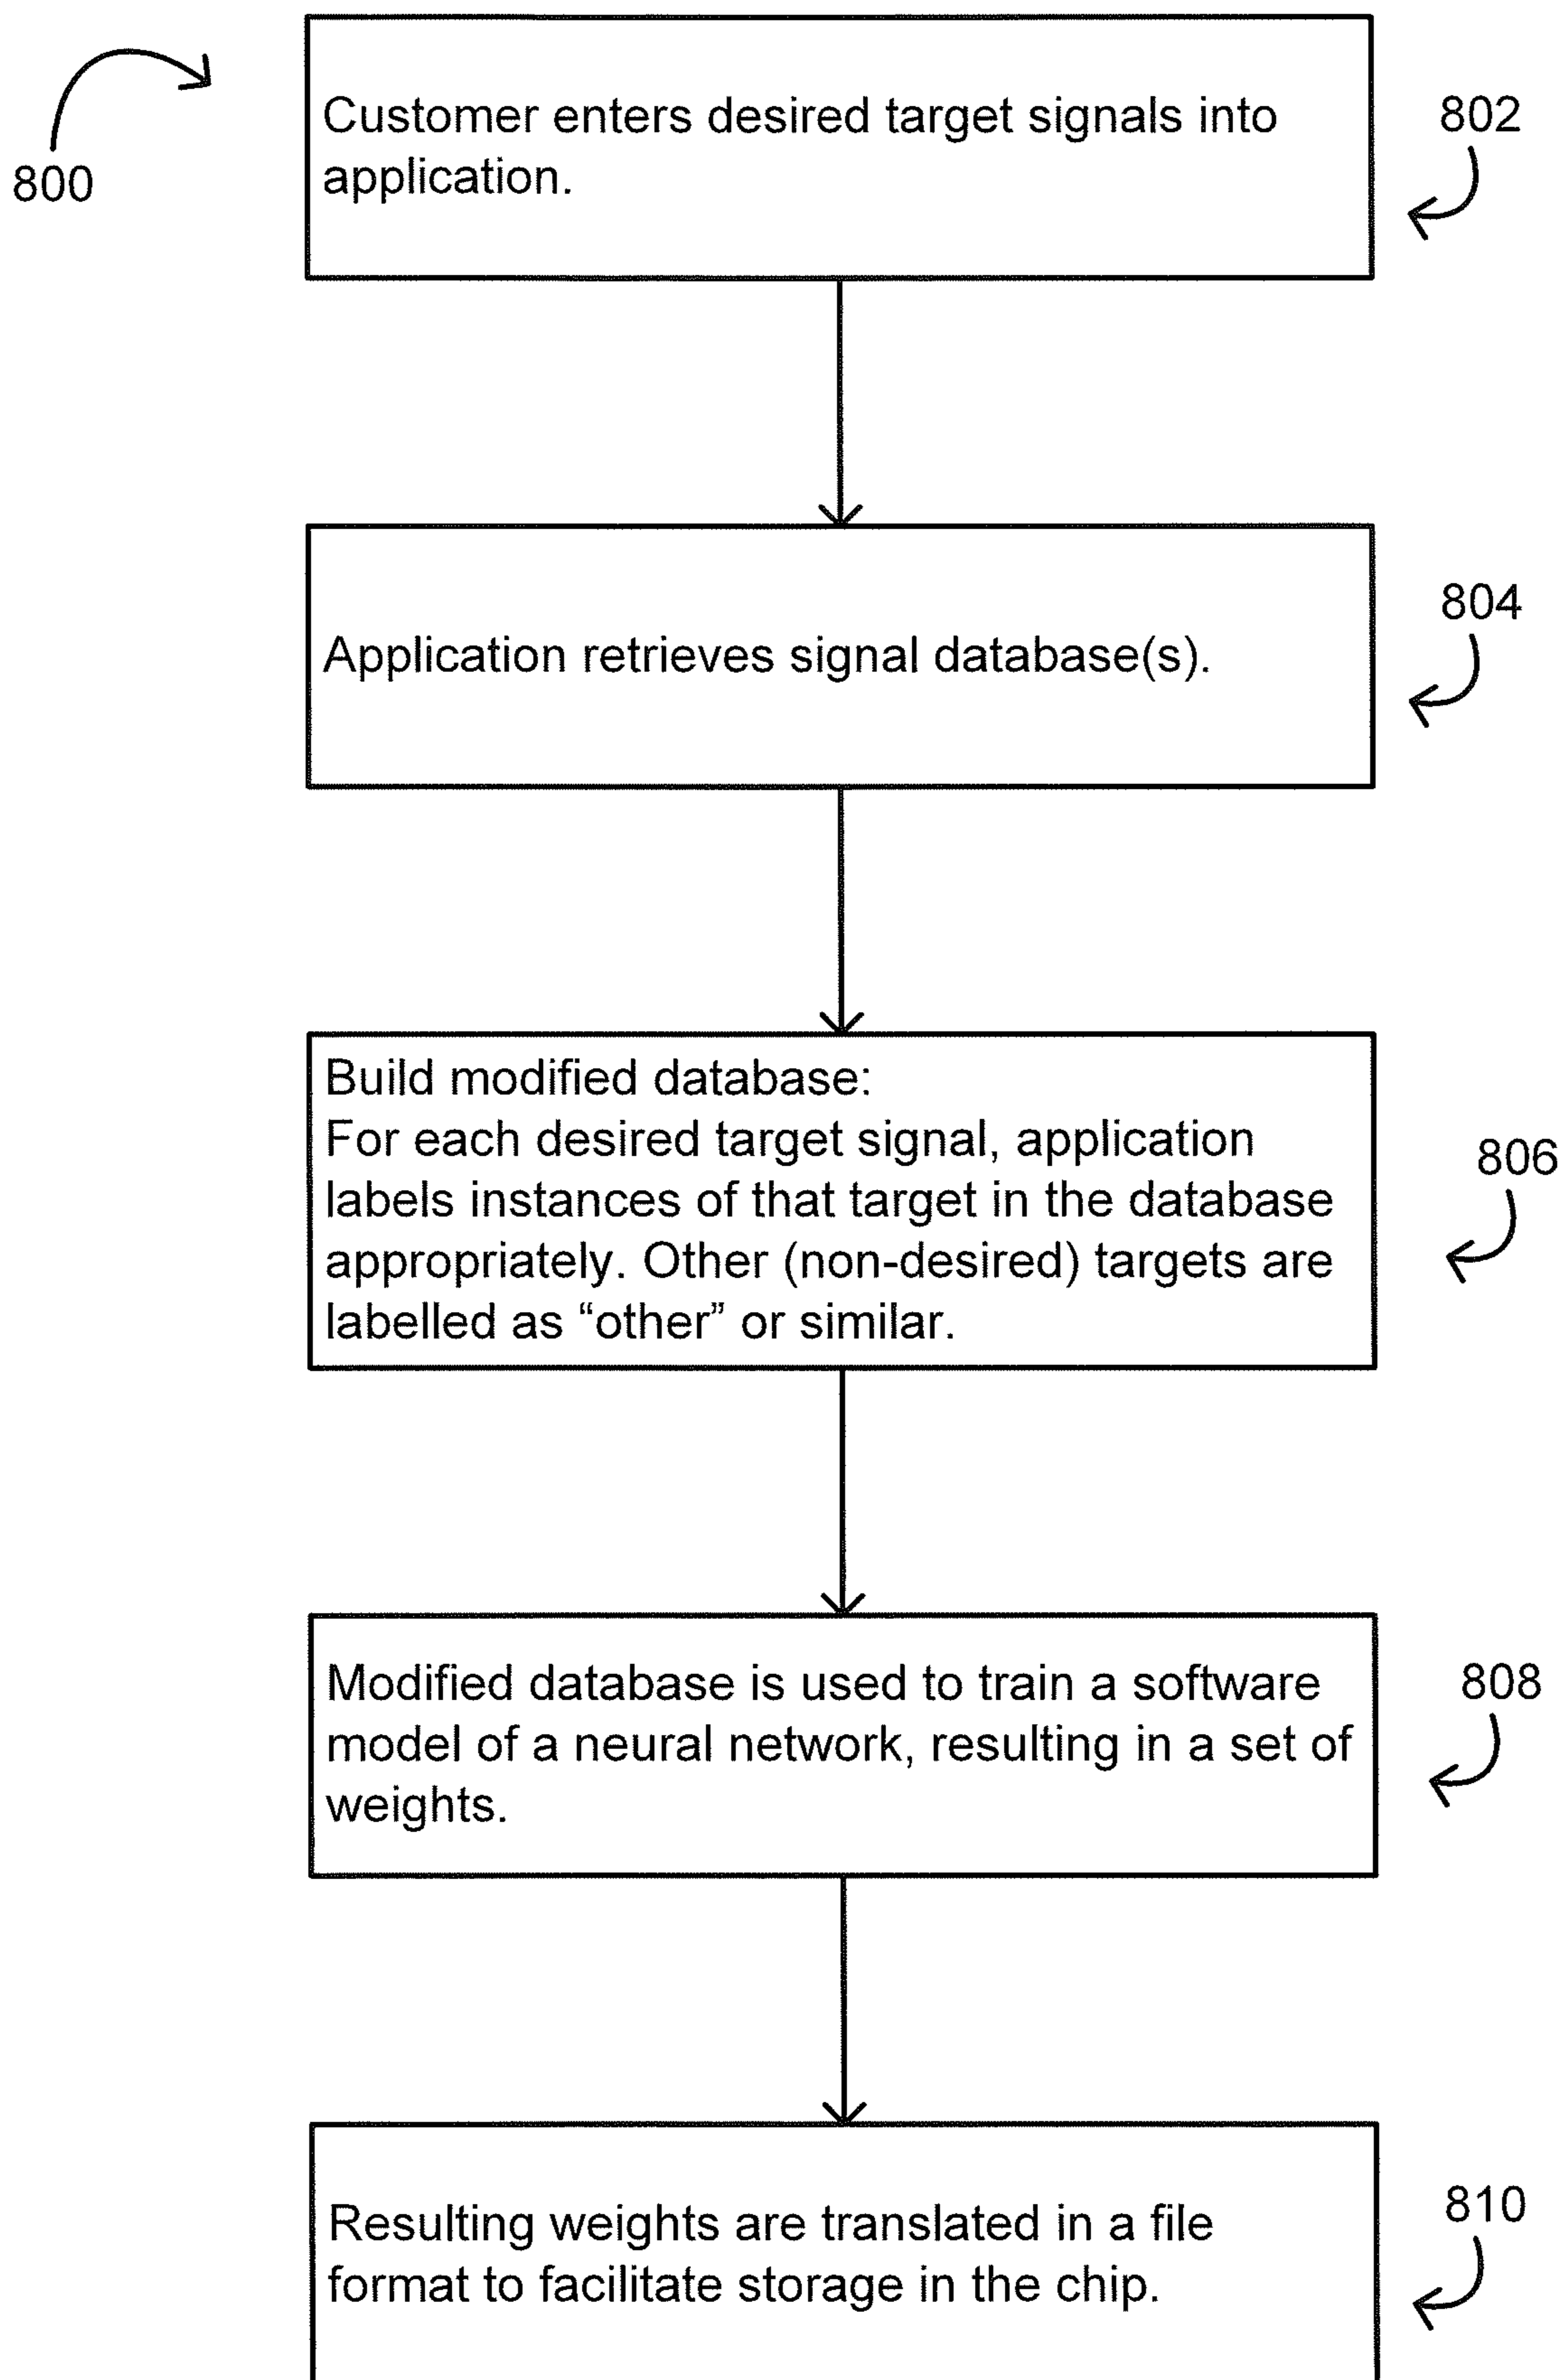 800
Customer enters desired target signals into
application.
802
Application retrieves signal database(s).
804
Build modified database:
For each desired target signal, application
labels instances of that target in the database
appropriately. Other (non-desired) targets are
labelled as “other” or similar.
806
Modified database is used to train a software
model of a neural network, resulting in a set of
weights.
808
Resulting weights are translated in a file
format to facilitate storage in the chip.
810